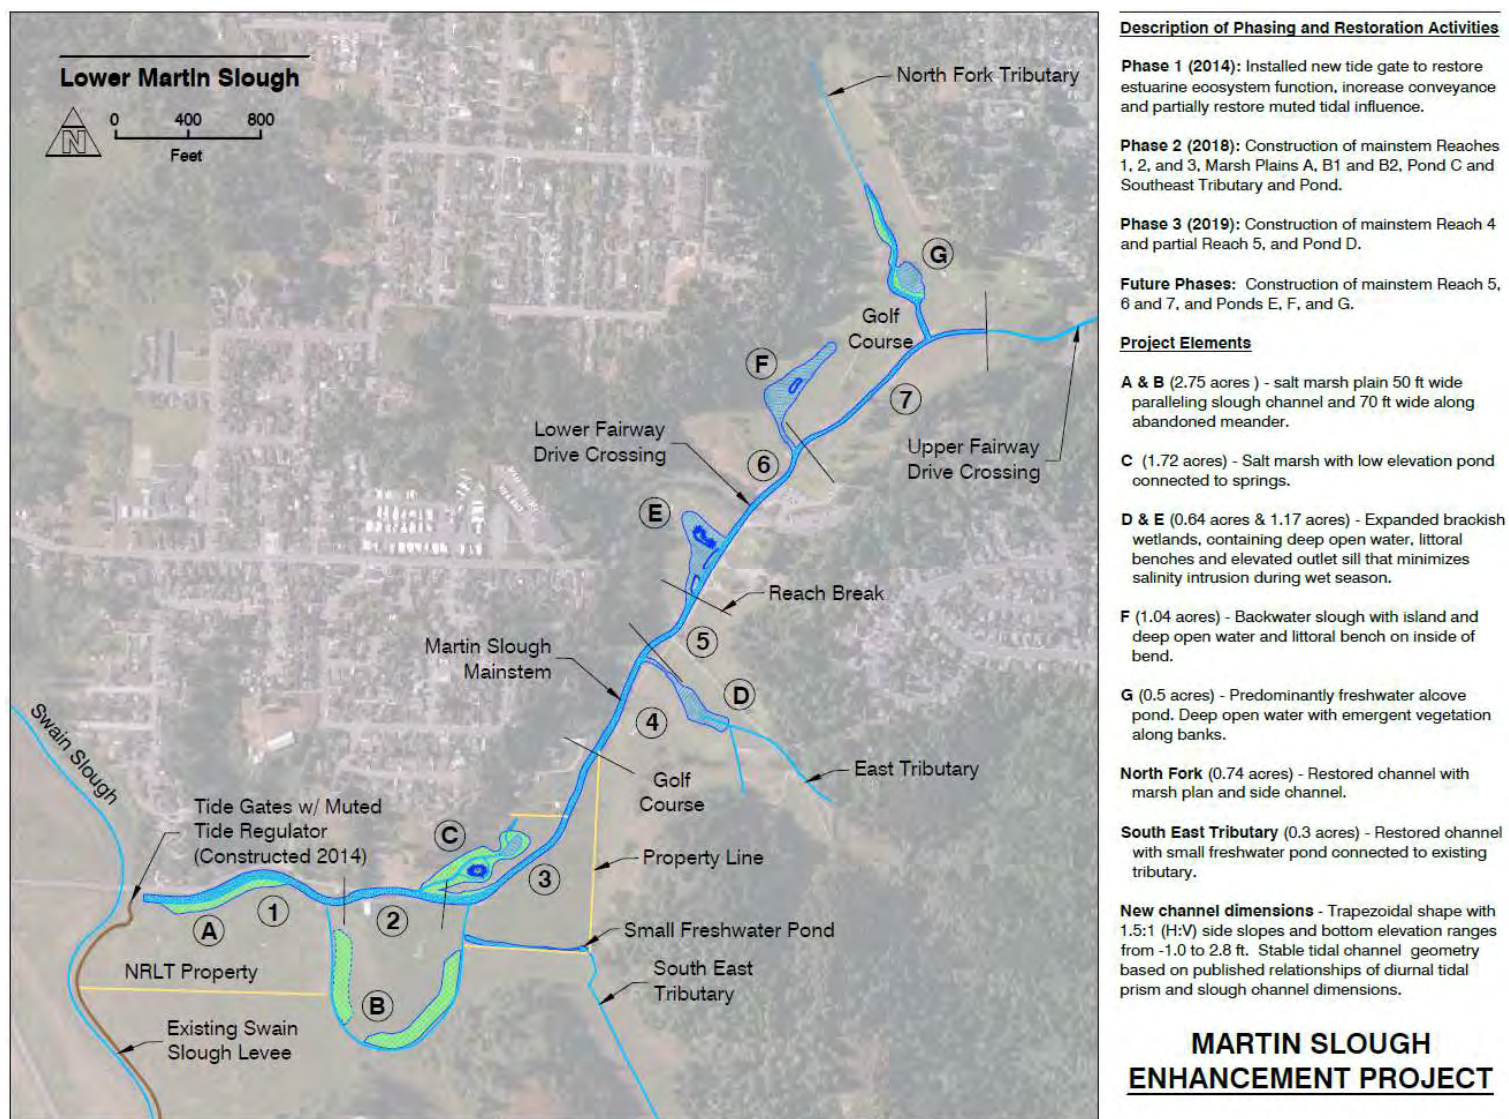 Lower Martin Slough
N
0 400 800
Feet
North Fork Tributary
G
Golf
Course
F
7
Lower Fairway
Drive Crossing
6
Upper Fairway
Drive Crossing
E
Reach Break
5
Martin Slough
Mainstem
D
4
East Tributary
Swain Slough
Golf
Course
Tide Gates w/ Muted
Tide Regulator
(Constructed 2014)
C
Property Line
3
1
2
A
Small Freshwater Pond
NRLT Property
South East
Tributary
B
Existing Swain
Slough Levee
Description of Phasing and Restoration Activities
Phase 1 (2014): Installed new tide gate to restore
estuarine ecosystem function, increase conveyance
and partially restore muted tidal influence.
Phase 2 (2018): Construction of mainstem Reaches
1, 2, and 3, Marsh Plains A, B1 and B2, Pond C and
Southeast Tributary and Pond.
Phase 3 (2019): Construction of mainstem Reach 4
and partial Reach 5, and Pond D.
Future Phases: Construction of mainstem Reach 5,
6 and 7, and Ponds E, F, and G.
Project Elements
A & B (2.75 acres ) - salt marsh plain 50 ft wide
paralleling slough channel and 70 ft wide along
abandoned meander.
C (1.72 acres) - Salt marsh with low elevation pond
connected to springs.
D & E (0.64 acres & 1.17 acres) - Expanded brackish
wetlands, containing deep open water, littoral
benches and elevated outlet sill that minimizes
salinity intrusion during wet season.
F (1.04 acres) - Backwater slough with island and
deep open water and littoral bench on inside of
bend.
G (0.5 acres) - Predominantly freshwater alcove
pond. Deep open water with emergent vegetation
along banks.
North Fork (0.74 acres) - Restored channel with
marsh plan and side channel.
South East Tributary (0.3 acres) - Restored channel
with small freshwater pond connected to existing
tributary.
New channel dimensions - Trapezoidal shape with
1.5:1 (H:V) side slopes and bottom elevation ranges
from -1.0 to 2.8 ft. Stable tidal channel geometry
based on published relationships of diurnal tidal
prism and slough channel dimensions.
MARTIN SLOUGH
ENHANCEMENT PROJECT